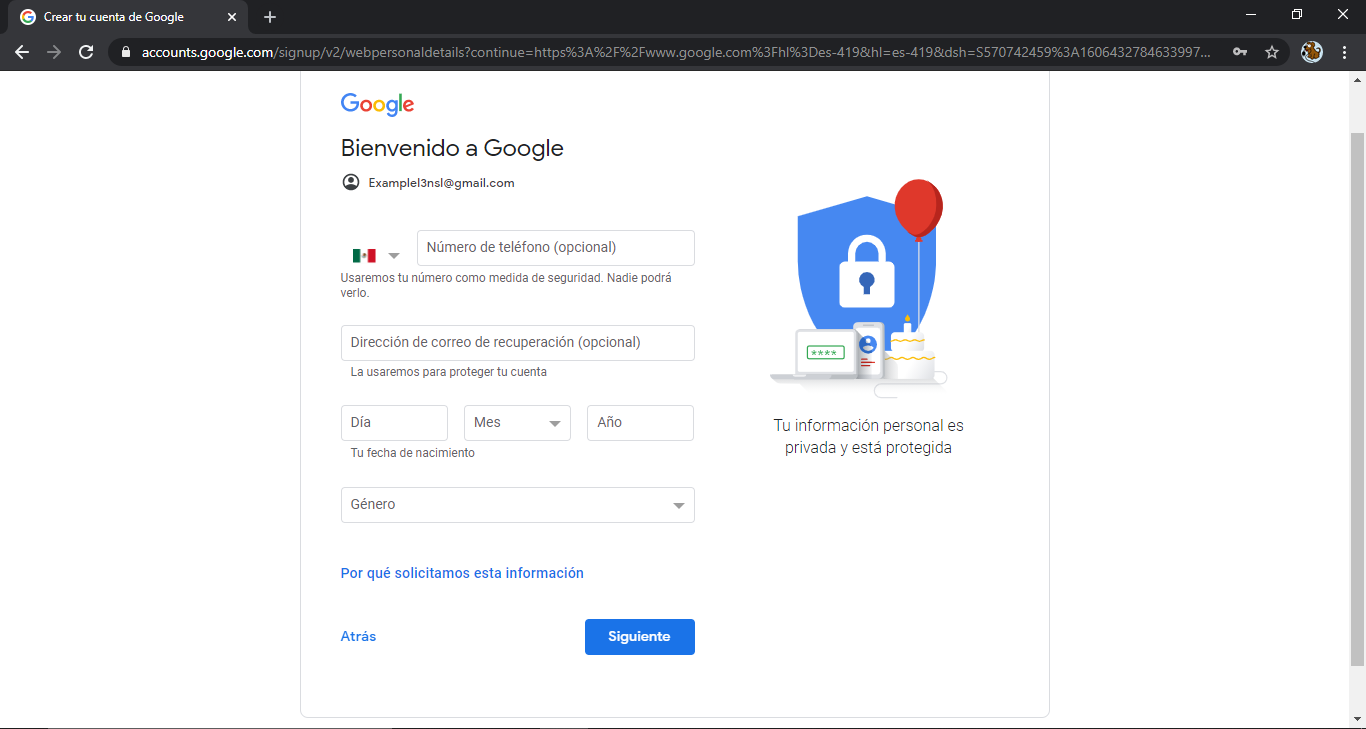 Crear tu cuenta de Google
accounts.google.com/signup/v2/webpersonaldetails?continue=https%3A%2F%2Fwww.google.com%3Fhl%3Des-419&hl=es-419&dsh=S570742459%3A1606432784633997...
Google
Bienvenido a Google
Examplel3nsl@gmail.com
Número de teléfono (opcional)
Usaremos tu número como medida de seguridad. Nadie podrá
verlo.
Dirección de correo de recuperación (opcional)
La usaremos para proteger tu cuenta
Día Mes Año
Tu fecha de nacimiento
Género
Por qué solicitamos esta información
Atrás Siguiente
****
Tu información personal es
privada y está protegida